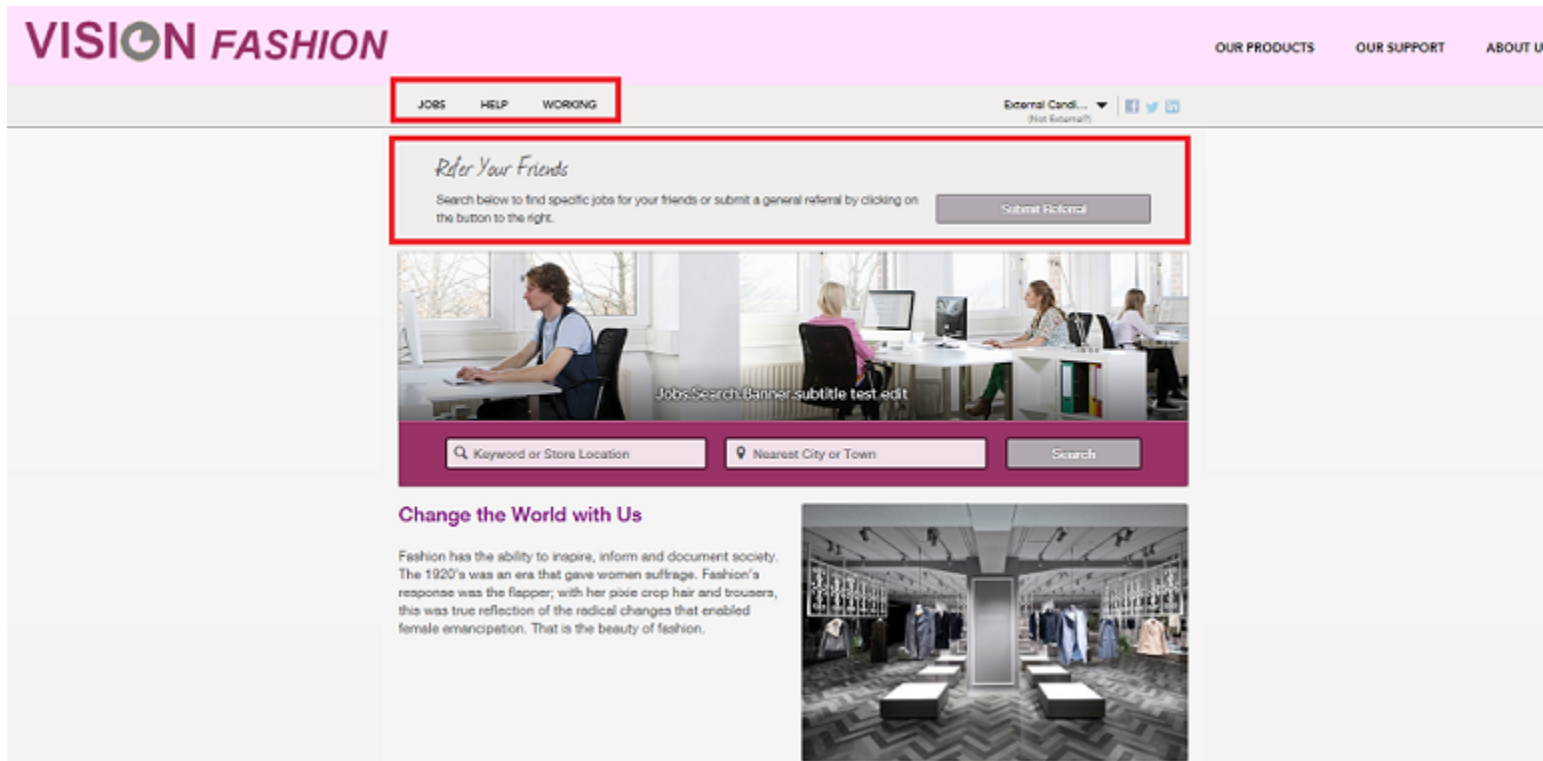 VISION FASHION
OUR PRODUCTS OUR SUPPORT ABOUT U
JOBS HELP WORKING
External Candi...
(Not External?)
Refer Your Friends
Search below to find specific jobs for your friends or submit a general referral by clicking on
the button to the right.
Submit Referral
Jobs.Search.Banner.subtitle test edit
Keyword or Store Location
Nearest City or Town
Search
Change the World with Us
Fashion has the ability to inspire, inform and document society.
The 1920's was an era that gave women suffrage. Fashion's
response was the flapper; with her pixie crop hair and trousers,
this was true reflection of the radical changes that enabled
female emancipation. That is the beauty of fashion.